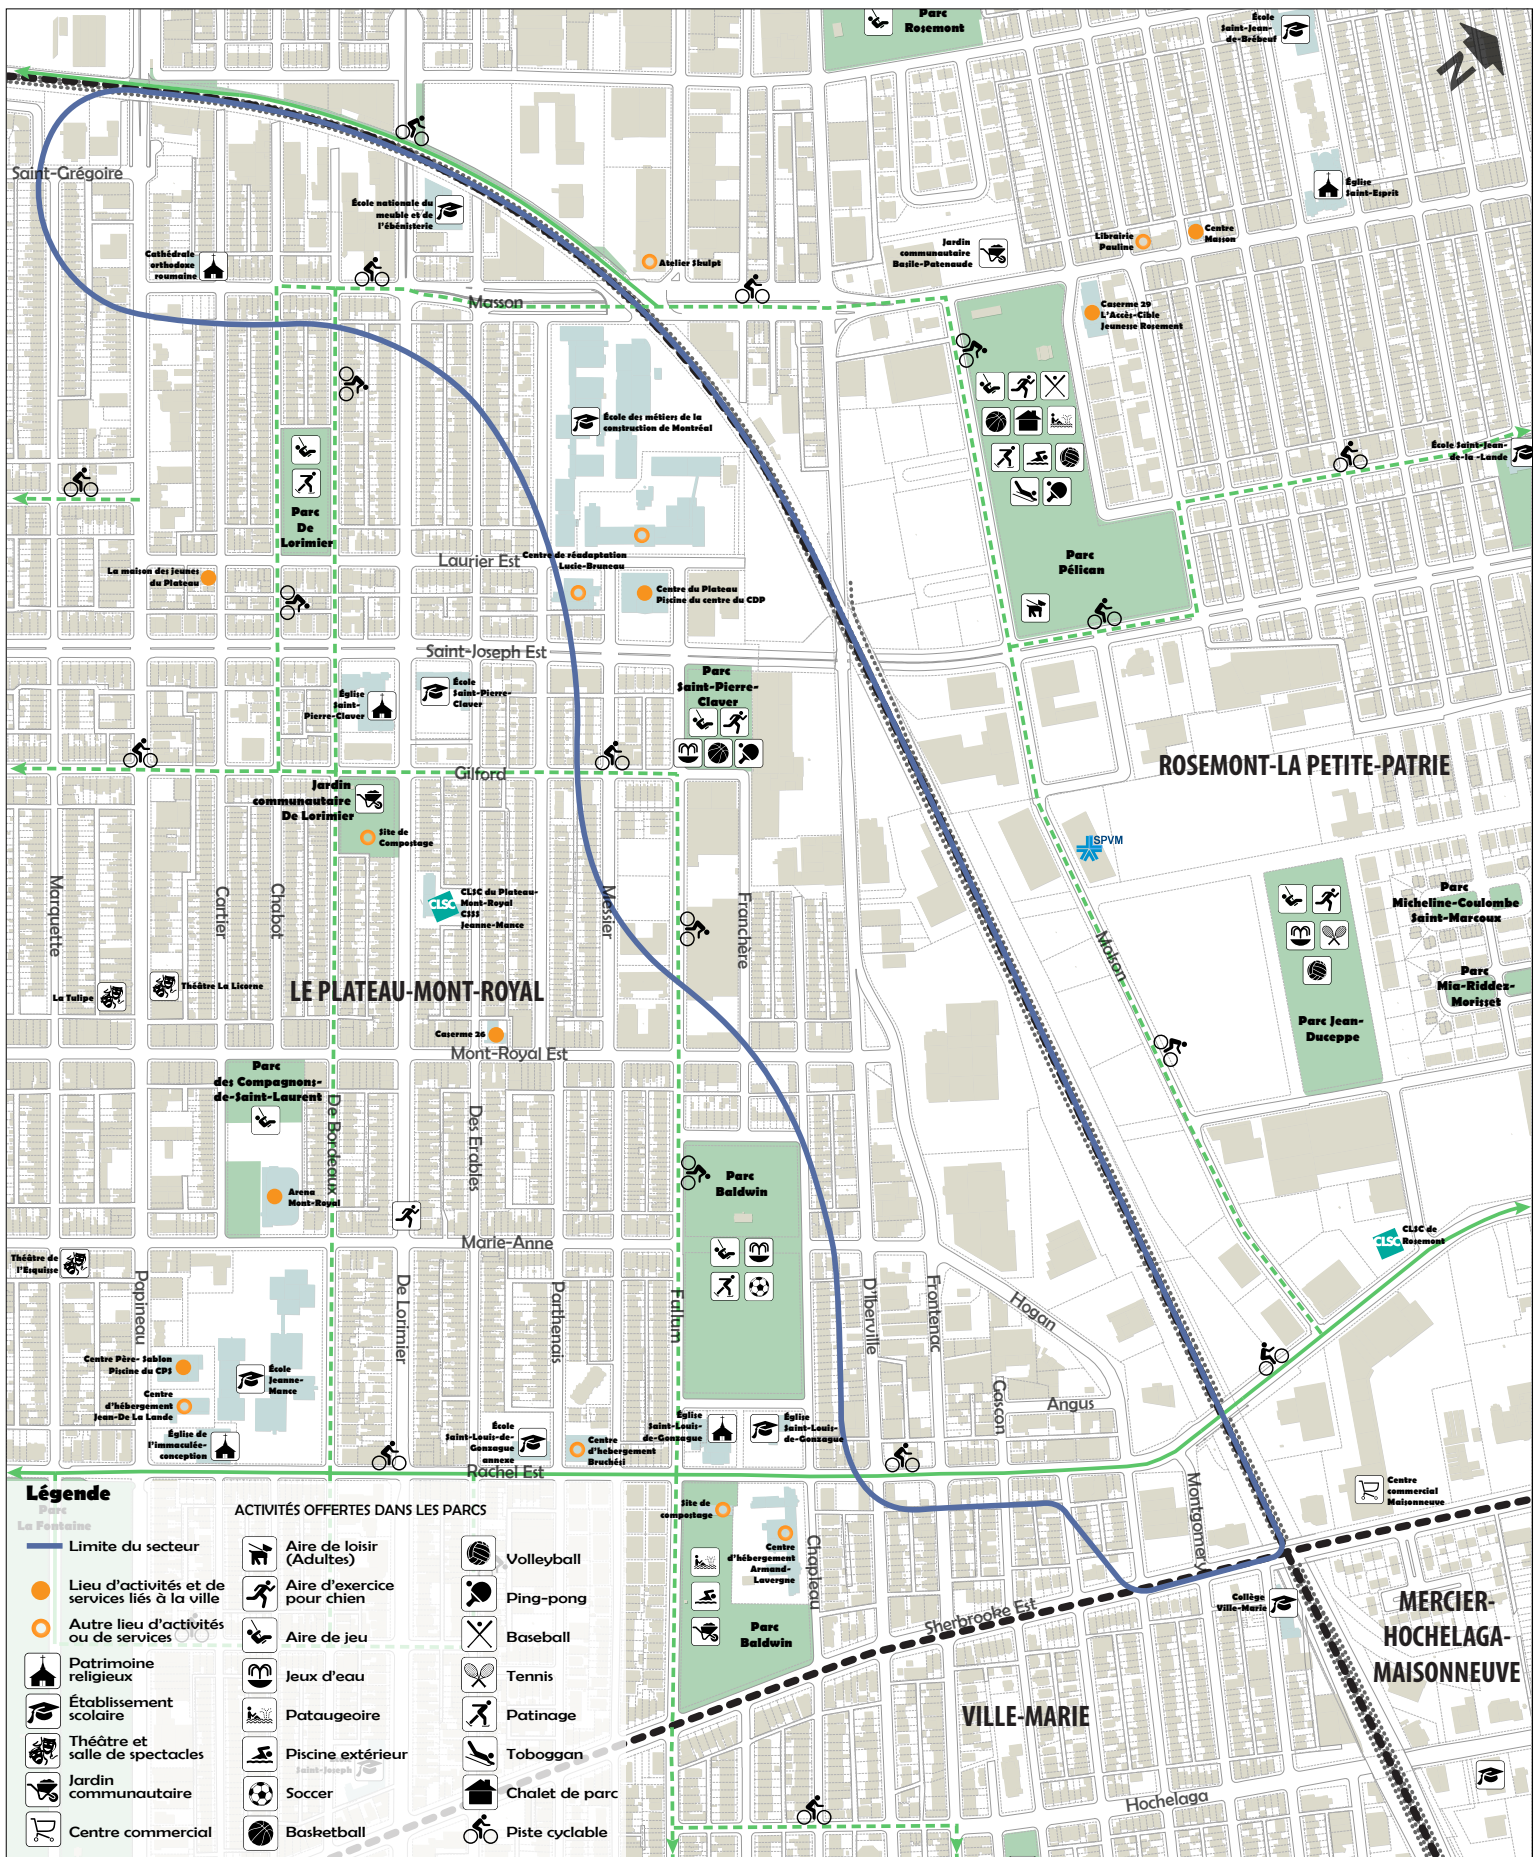 Parc
Rosemont
École
Saint-Jean-
de-Brébeuf
N
Saint-Grégoire
École nationale du
meuble et de
l'ébénisterie
Église
Saint-Esprit
Cathédrale
orthodoxe
roumaine
Atelier Skulpt
Jardin
communautaire
Basile-Patenaude
Librairie
Pauline
Centre
Masson
Masson
Caserme 29
L'Accès-Cible
Jeunesse Rosement
École des métiers de la
construction de Montréal
École Saint-Jean-
de-la -Lande
Parc
De
Lorimier
Laurier Est
Centre de réadaptation
Lucie-Bruneau
Parc
Pélican
La maison des jeunes
du Plateau
Centre du Plateau
Piscine du centre du CDP
Saint-Joseph Est
Église
Saint-
Pierre-Claver
École
Saint-Pierre-
Claver
Parc
Saint-Pierre-
Claver
ROSEMONT-LA PETITE-PATRIE
Gilford
Jardin
communautaire
De Lorimier
Site de
Compostage
SPVM
Marquette
Cartier
Chabot
CLSC
CLSC du Plateau-
Mont-Royal
CSSS
Jeanne-Mance
Messier
Franchère
Molson
Parc
Micheline-Coulombe
Saint-Marcoux
Parc
Mia-Riddez-
Morisset
La Tulipe
Théâtre La Licorne
LE PLATEAU-MONT-ROYAL
Parc Jean-
Duceppe
Caserme 26
Mont-Royal Est
Parc
des Compagnons-
de-Saint-Laurent
De Bordeaux
Des Erables
Parc
Baldwin
Arena
Mont-Royal
Marie-Anne
CLSC
CLSC de
Rosemont
Théâtre de
l'Esquisse
Papineau
De Lorimier
Parthenais
Fullum
D'Iberville
Frontenac
Hogan
Centre Père- Sablon
Piscine du CPS
École
Jeanne-
Mance
Centre
d'hébergement
Jean-De La Lande
Gascon
Angus
Église de
l'immaculée-
conception
École
Saint-Louis-de-
Gonzague
annexe
Centre
d'hebergement
Bruchési
Église
Saint-Louis-
de-Gonzague
Église
Saint-Louis-
de-Gonzague
Rachel Est
Montgomery
Centre
commercial
Maisonneuve
Site de
compostage
Centre
d'hébergement
Armand-
Lavergne
Chapleau
Parc
Baldwin
Sherbrooke Est
Collège
Ville-Marie
MERCIER-
HOCHELAGA-
MAISONNEUVE
VILLE-MARIE
Hochelaga
Légende
Parc
La Fontaine
Limite du secteur
Lieu d'activités et de
services liés à la ville
Autre lieu d'activités
ou de services
Patrimoine
religieux
Établissement
scolaire
Théâtre et
salle de spectacles
Jardin
communautaire
Centre commercial
ACTIVITÉS OFFERTES DANS LES PARCS
Aire de loisir
(Adultes)
Aire d'exercice
pour chien
Aire de jeu
Jeux d'eau
Pataugeoire
Piscine extérieur
Saint-Joseph
Soccer
Basketball
Volleyball
Ping-pong
Baseball
Tennis
Patinage
Toboggan
Chalet de parc
Piste cyclable